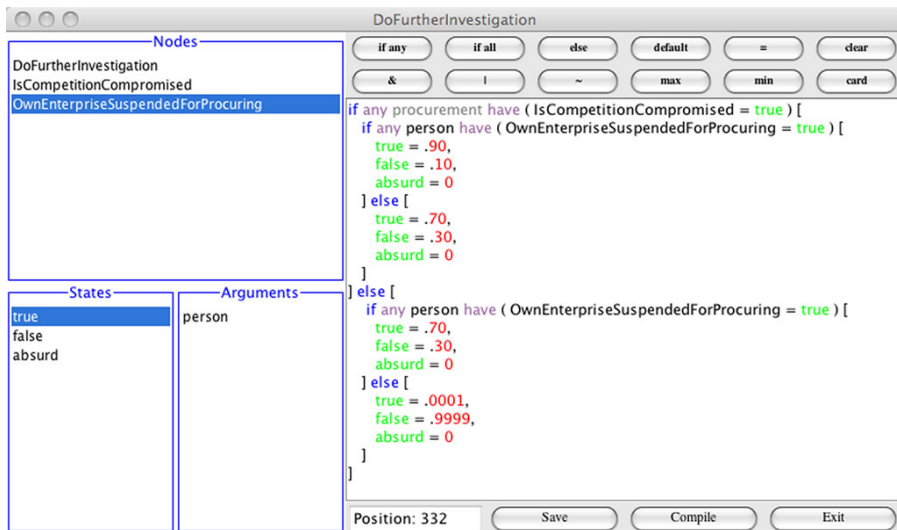 DoFurtherInvestigation
Nodes
DoFurtherInvestigation
IsCompetitionCompromised
OwnEnterpriseSuspendedForProcuring
States
true
false
absurd
Arguments
person
if any if all else default = clear
& | ~ max min card
if any procurement have ( IsCompetitionCompromised = true ) [
if any person have ( OwnEnterpriseSuspendedForProcuring = true ) [
true = .90,
false = .10,
absurd = 0
] else [
true = .70,
false = .30,
absurd = 0
]
] else [
if any person have ( OwnEnterpriseSuspendedForProcuring = true ) [
true = .70,
false = .30,
absurd = 0
] else [
true = .0001,
false = .9999,
absurd = 0
]
]
Position: 332 Save Compile Exit